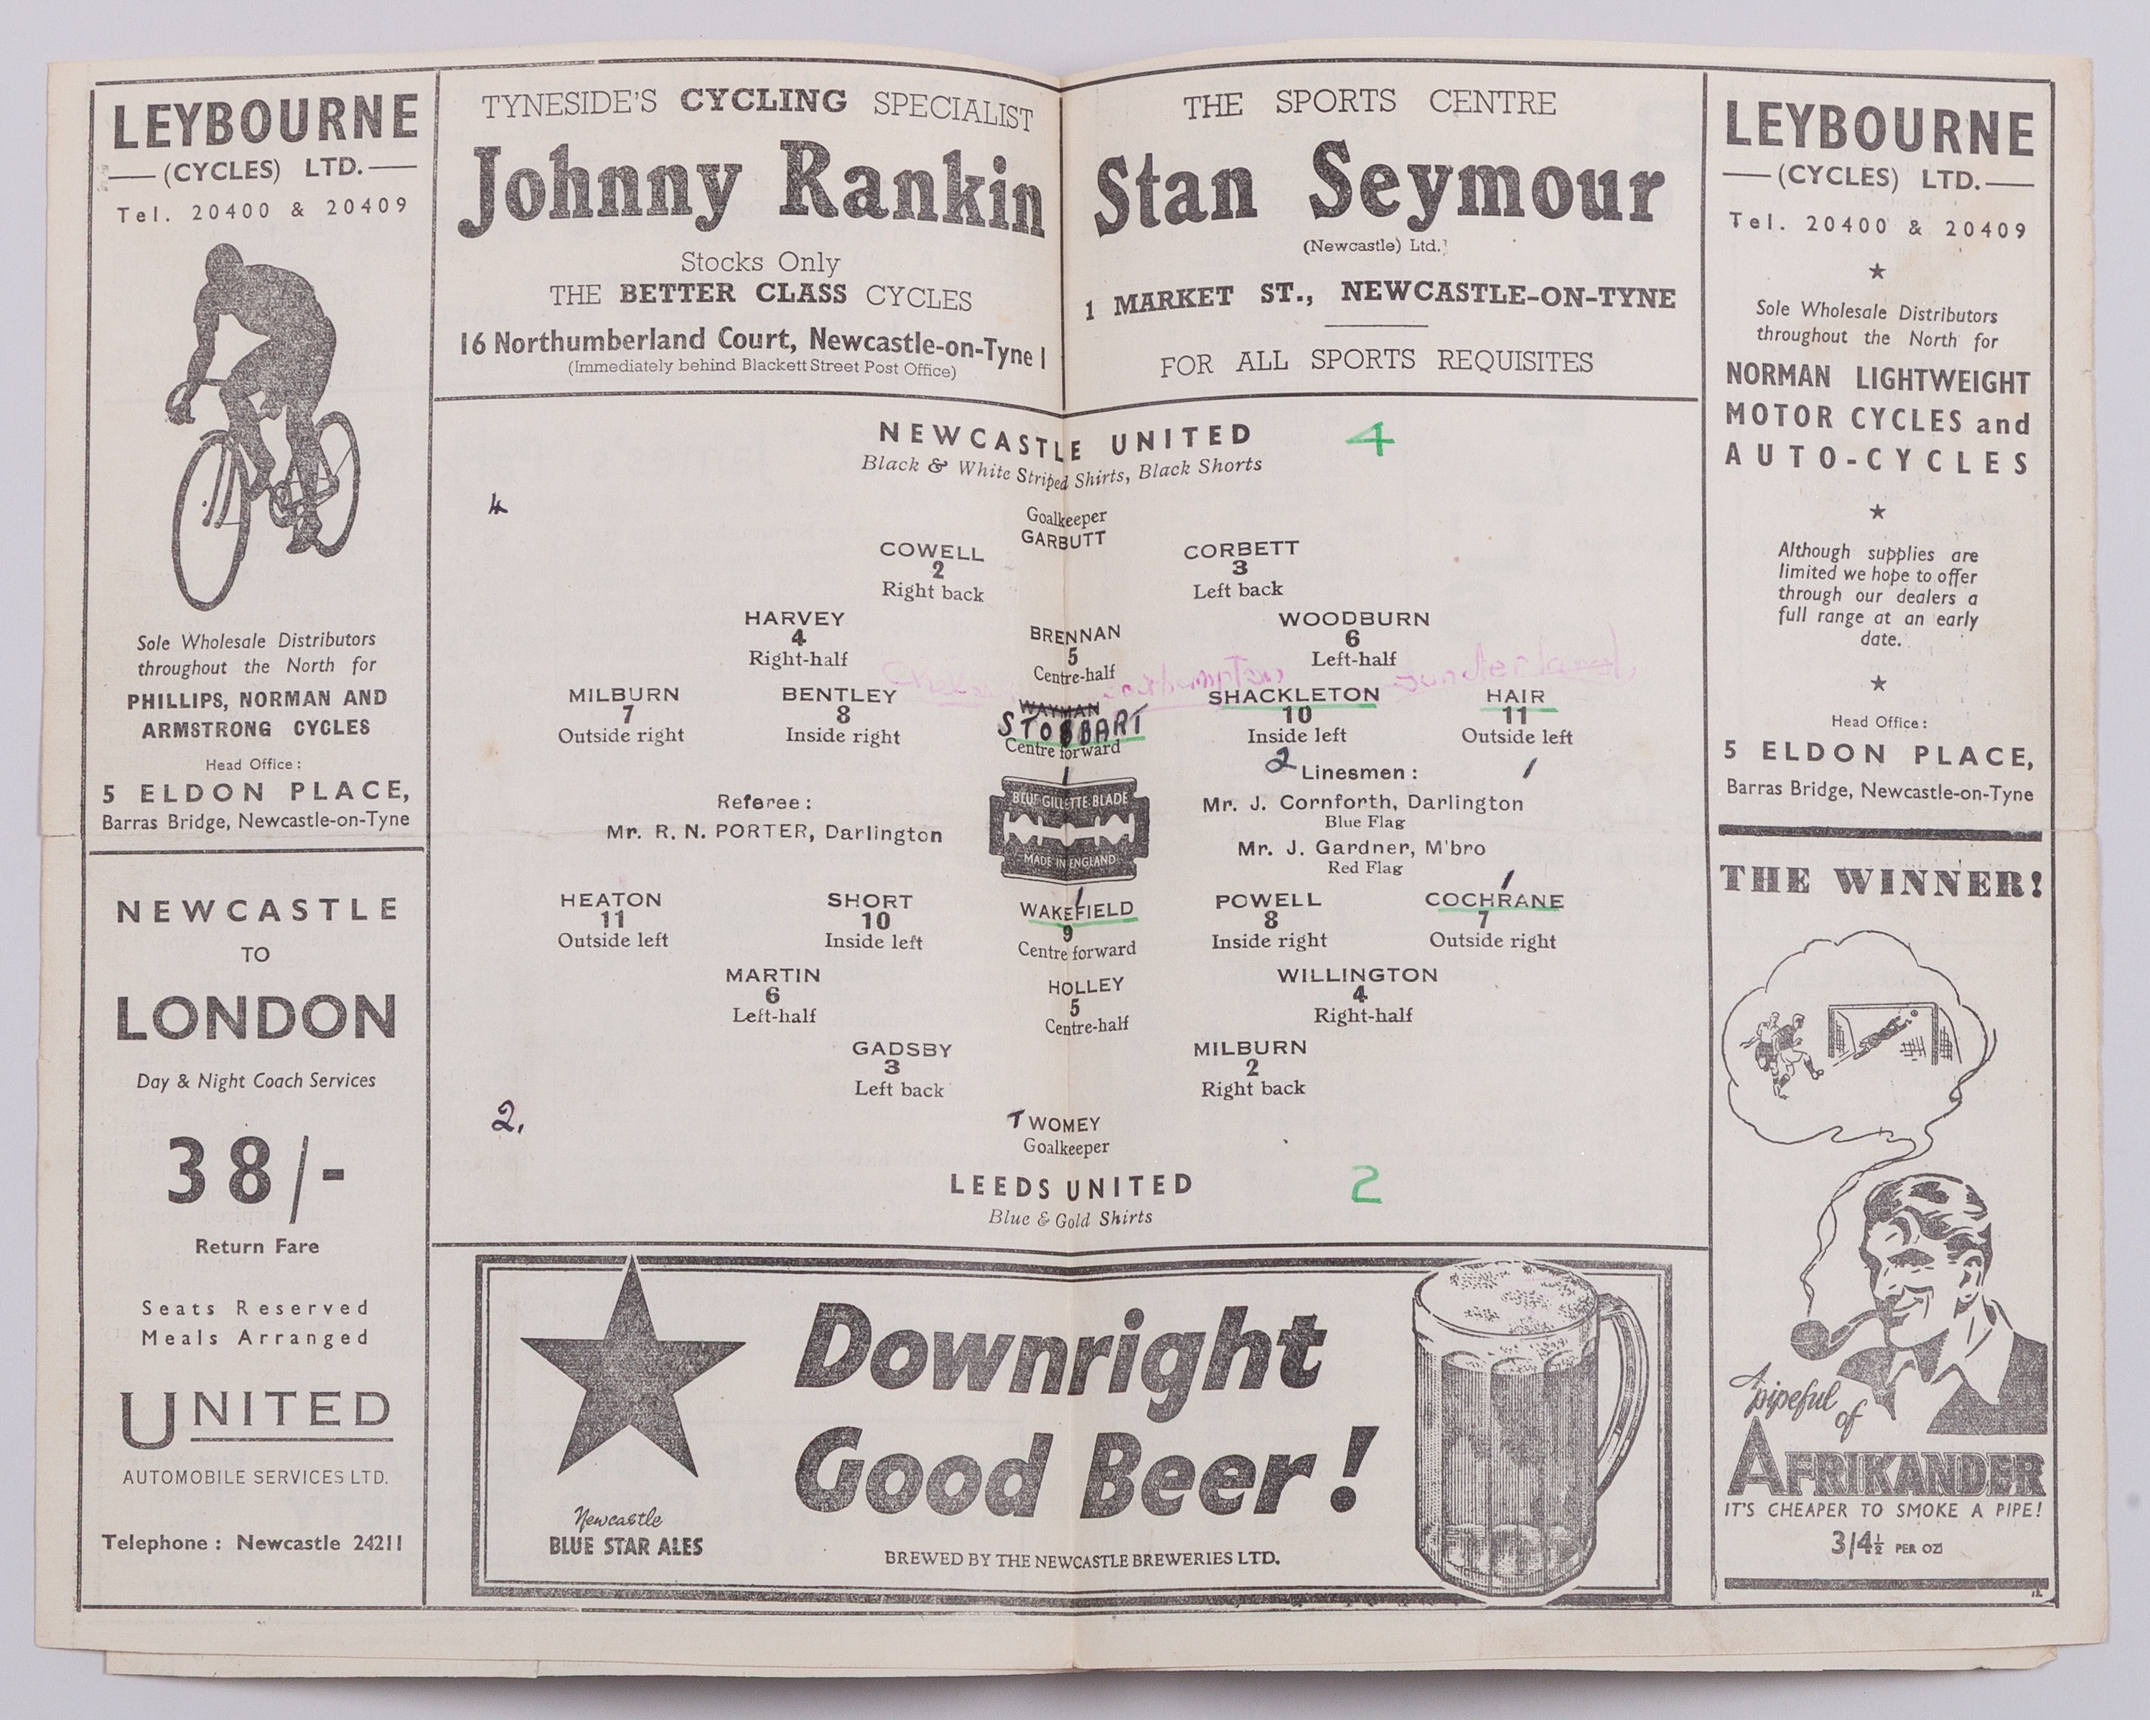 LEYBOURNE
(CYCLES) LTD.
Tel. 20400 & 20409
Sole Wholesale Distributors
throughout the North for
PHILLIPS, NORMAN AND
ARMSTRONG CYCLES
Head Office:
5 ELDON PLACE,
Barras Bridge, Newcastle-on-Tyne
NEWCASTLE
TO
LONDON
Day & Night Coach Services
38/-
Return Fare
Seats Reserved
Meals Arranged
UNITED
AUTOMOBILE SERVICES LTD.
Telephone: Newcastle 24211
TYNESIDE'S CYCLING SPECIALIST
Johnny Rankin
Stocks Only
THE BETTER CLASS CYCLES
16 Northumberland Court, Newcastle-on-Tyne 1
(Immediately behind Blackett Street Post Office)
THE SPORTS CENTRE
Stan Seymour
(Newcastle) Ltd.
1 MARKET ST., NEWCASTLE-ON-TYNE
FOR ALL SPORTS REQUISITES
NEWCASTLE UNITED 4
Black & White Striped Shirts, Black Shorts
4
Goalkeeper
GARBUTT
COWELL CORBETT
2 3
Right back Left back
HARVEY BRENNAN WOODBURN
4 5 6
Right-half Centre-half Left-half
MILBURN BENTLEY WAYMAN SHACKLETON HAIR
7 8 STOBBART 10 11
Outside right Inside right Centre forward Inside left Outside left
1 2 1
Referee:
Mr. R. N. PORTER, Darlington
BLUE GILLETTE BLADE
MADE IN ENGLAND
Linesmen:
Mr. J. Cornforth, Darlington
Blue Flag
Mr. J. Gardner, M'bro
Red Flag
1 1
HEATON SHORT WAKEFIELD POWELL COCHRANE
11 10 9 8 7
Outside left Inside left Centre forward Inside right Outside right
MARTIN HOLLEY WILLINGTON
6 5 4
Left-half Centre-half Right-half
GADSBY MILBURN
3 2
Left back Right back
2.
TWOMEY
Goalkeeper
LEEDS UNITED 2
Blue & Gold Shirts
Newcastle
BLUE STAR ALES
Downright
Good Beer!
BREWED BY THE NEWCASTLE BREWERIES LTD.
LEYBOURNE
(CYCLES) LTD.
Tel. 20400 & 20409
Sole Wholesale Distributors
throughout the North for
NORMAN LIGHTWEIGHT
MOTOR CYCLES and
AUTO-CYCLES
Although supplies are
limited we hope to offer
through our dealers a
full range at an early
date.
Head Office:
5 ELDON PLACE,
Barras Bridge, Newcastle-on-Tyne
THE WINNER!
A pipeful
of
AFRIKANDER
IT'S CHEAPER TO SMOKE A PIPE!
3/4½ PER OZ